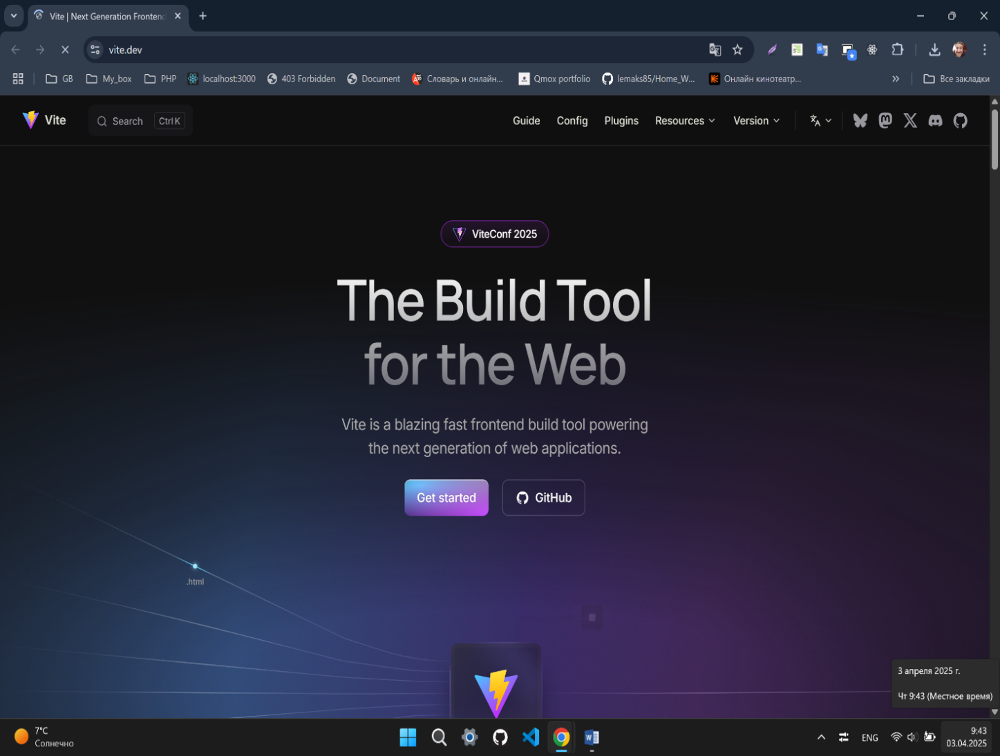 Vite | Next Generation Frontend
vite.dev
GB
My_box
PHP
localhost:3000
403 Forbidden
Document
Словарь и онлайн...
Qmox portfolio
lemaks85/Home_W...
Онлайн кинотеатр...
Все закладки
Vite
Search
Ctrl K
Guide
Config
Plugins
Resources
Version
ViteConf 2025
The Build Tool
for the Web
Vite is a blazing fast frontend build tool powering
the next generation of web applications.
Get started
GitHub
.html
3 апреля 2025 г.
Чт 9:43 (Местное время)
7°C
Солнечно
ENG
9:43
03.04.2025